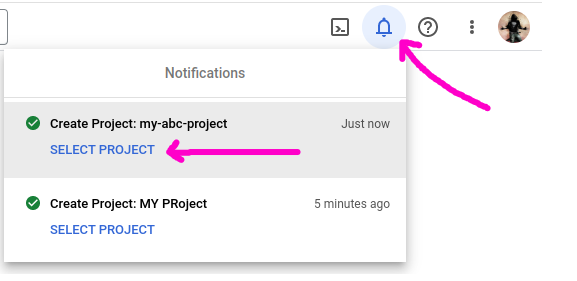 Notifications
Create Project: my-abc-project Just now
SELECT PROJECT
Create Project: MY PRoject 5 minutes ago
SELECT PROJECT